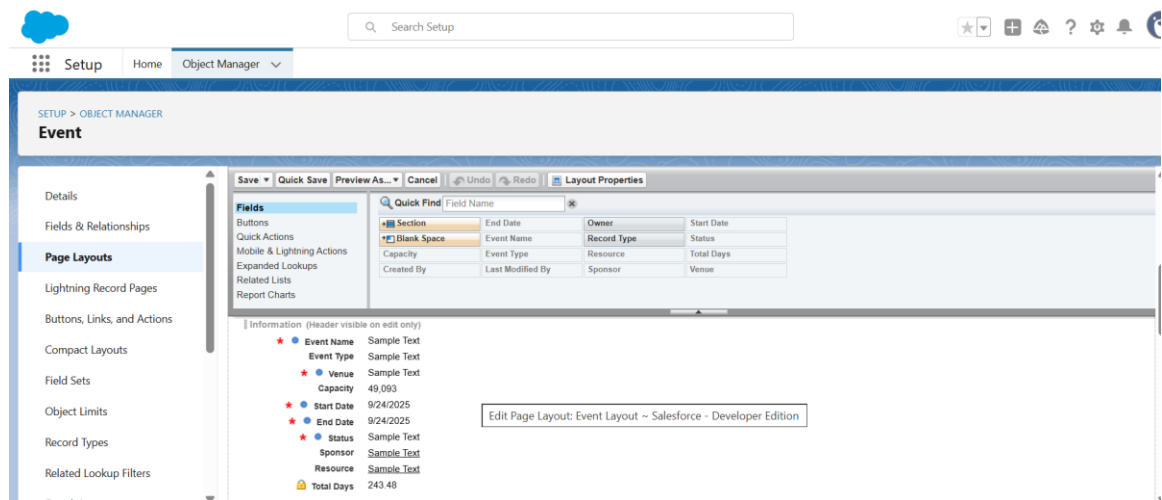 Search Setup
Setup Home Object Manager
SETUP > OBJECT MANAGER
Event
Details
Fields & Relationships
Page Layouts
Lightning Record Pages
Buttons, Links, and Actions
Compact Layouts
Field Sets
Object Limits
Record Types
Related Lookup Filters
Save Quick Save Preview As... Cancel Undo Redo Layout Properties
Fields
Buttons
Quick Actions
Mobile & Lightning Actions
Expanded Lookups
Related Lists
Report Charts
Quick Find Field Name
Section End Date Owner Start Date
Blank Space Event Name Record Type Status
Capacity Event Type Resource Total Days
Created By Last Modified By Sponsor Venue
Information (Header visible on edit only)
Event Name Sample Text
Event Type Sample Text
Venue Sample Text
Capacity 49,093
Start Date 9/24/2025
End Date 9/24/2025
Status Sample Text
Sponsor Sample Text
Resource Sample Text
Total Days 243.48
Edit Page Layout: Event Layout ~ Salesforce - Developer Edition